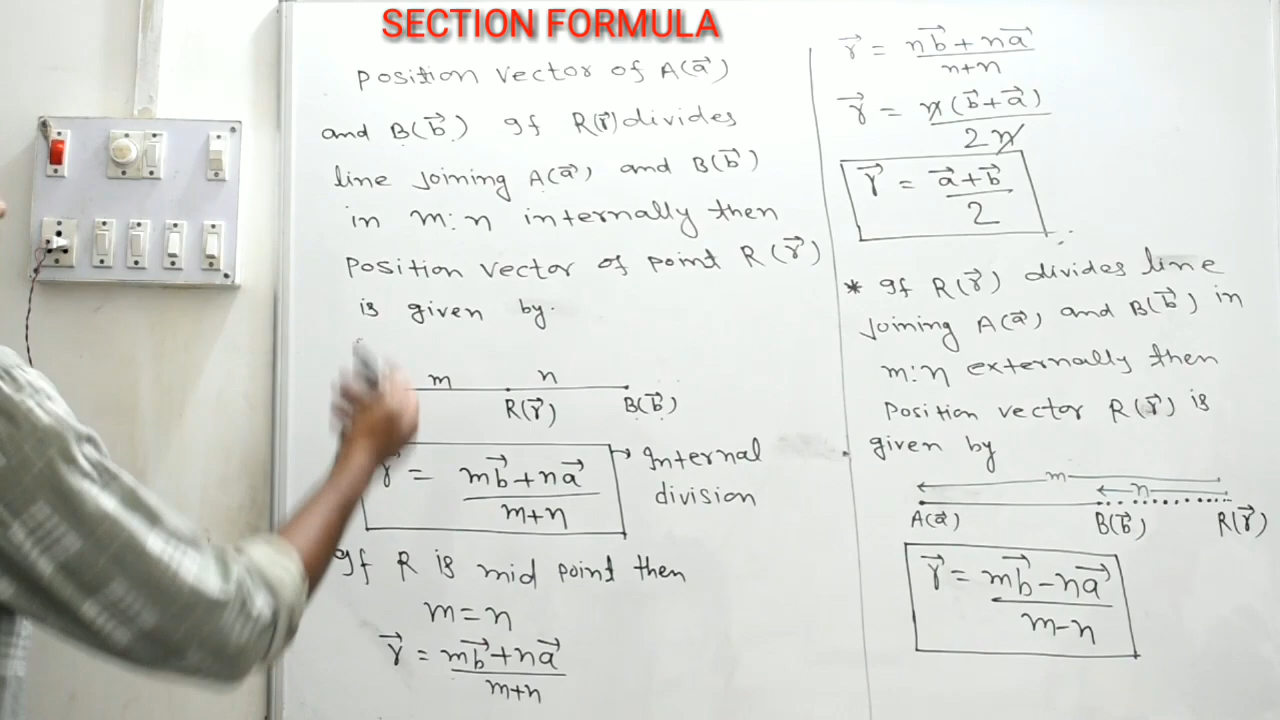 SECTION FORMULA
position vector of A(a⃗)
and B(b⃗) If R(r⃗) divides
line joining A(a⃗) and B(b⃗)
in m:n internally then
position vector of point R(r⃗)
is given by.
m n
R(r⃗) B(b⃗)
r⃗ = mb⃗ + na⃗ / m+n → Internal division
If R is mid point then
m = n
r⃗ = mb⃗ + na⃗ / m+n
r⃗ = nb⃗ + na⃗ / n+n
r⃗ = n(b⃗ + a⃗) / 2n
r⃗ = a⃗ + b⃗ / 2
* If R(r⃗) divides line
joining A(a⃗) and B(b⃗) in
m:n externally then
position vector R(r⃗) is
given by
m
n
A(a⃗) B(b⃗) R(r⃗)
r⃗ = mb⃗ - na⃗ / m-n